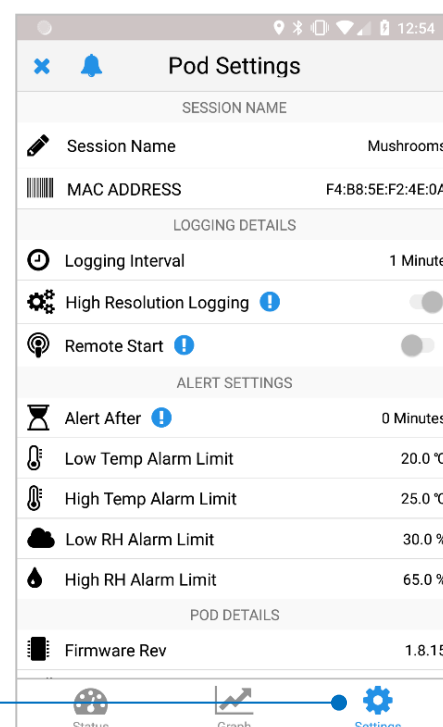 12:54
Pod Settings
SESSION NAME
Session Name Mushrooms
MAC ADDRESS F4:B8:5E:F2:4E:0A
LOGGING DETAILS
Logging Interval 1 Minute
High Resolution Logging
Remote Start
ALERT SETTINGS
Alert After 0 Minutes
Low Temp Alarm Limit 20.0 °C
High Temp Alarm Limit 25.0 °C
Low RH Alarm Limit 30.0 %
High RH Alarm Limit 65.0 %
POD DETAILS
Firmware Rev 1.8.15
Status Graph Settings